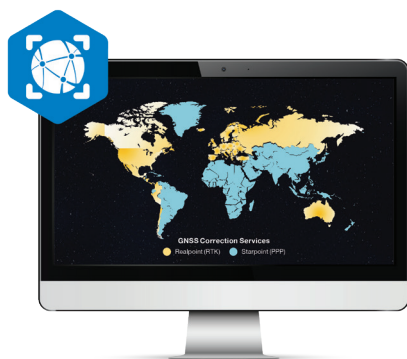 GNSS Correction Services
Realpoint (RTK) Starpoint (PPP)